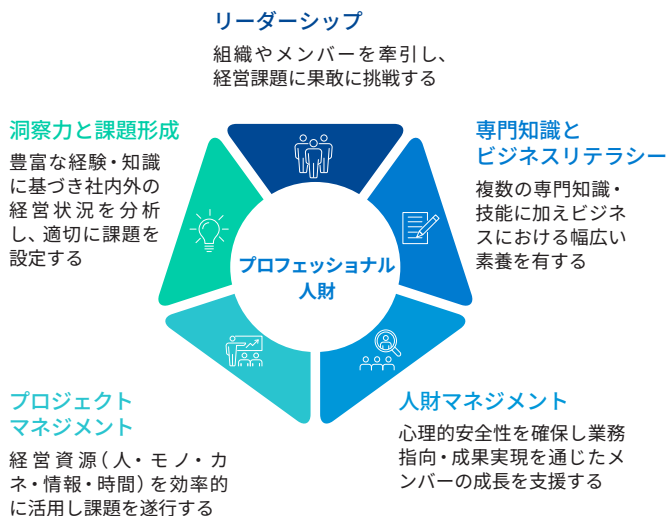 リーダーシップ
組織やメンバーを牽引し、
経営課題に果敢に挑戦する
洞察力と課題形成
豊富な経験・知識
に基づき社内外の
経営状況を分析
し、適切に課題を
設定する
専門知識と
ビジネスリテラシー
複数の専門知識・
技能に加えビジネ
スにおける幅広い
素養を有する
プロフェッショナル
人財
プロジェクト
マネジメント
経営資源(人・モノ・カ
ネ・情報・時間)を効率的
に活用し課題を遂行する
人財マネジメント
心理的安全性を確保し業務
指向・成果実現を通じたメ
ンバーの成長を支援する